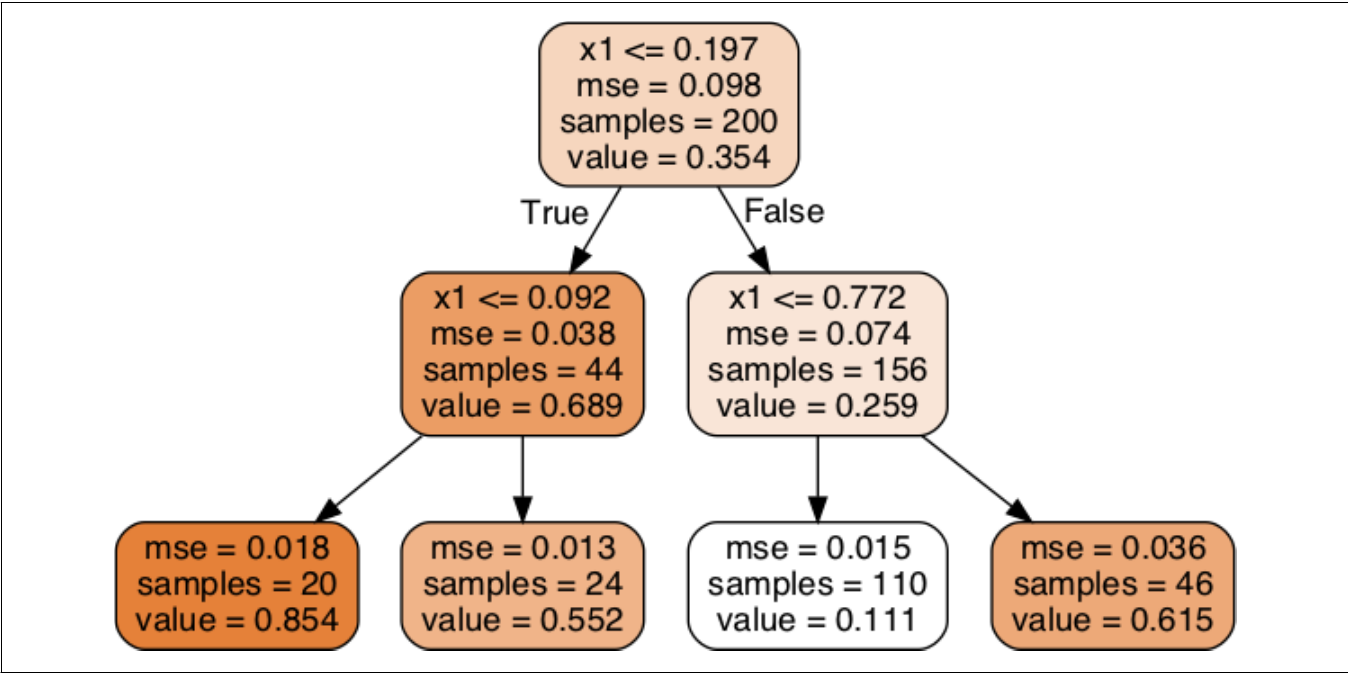 x1 <= 0.197
mse = 0.098
samples = 200
value = 0.354
True
False
x1 <= 0.092
mse = 0.038
samples = 44
value = 0.689
x1 <= 0.772
mse = 0.074
samples = 156
value = 0.259
mse = 0.018
samples = 20
value = 0.854
mse = 0.013
samples = 24
value = 0.552
mse = 0.015
samples = 110
value = 0.111
mse = 0.036
samples = 46
value = 0.615